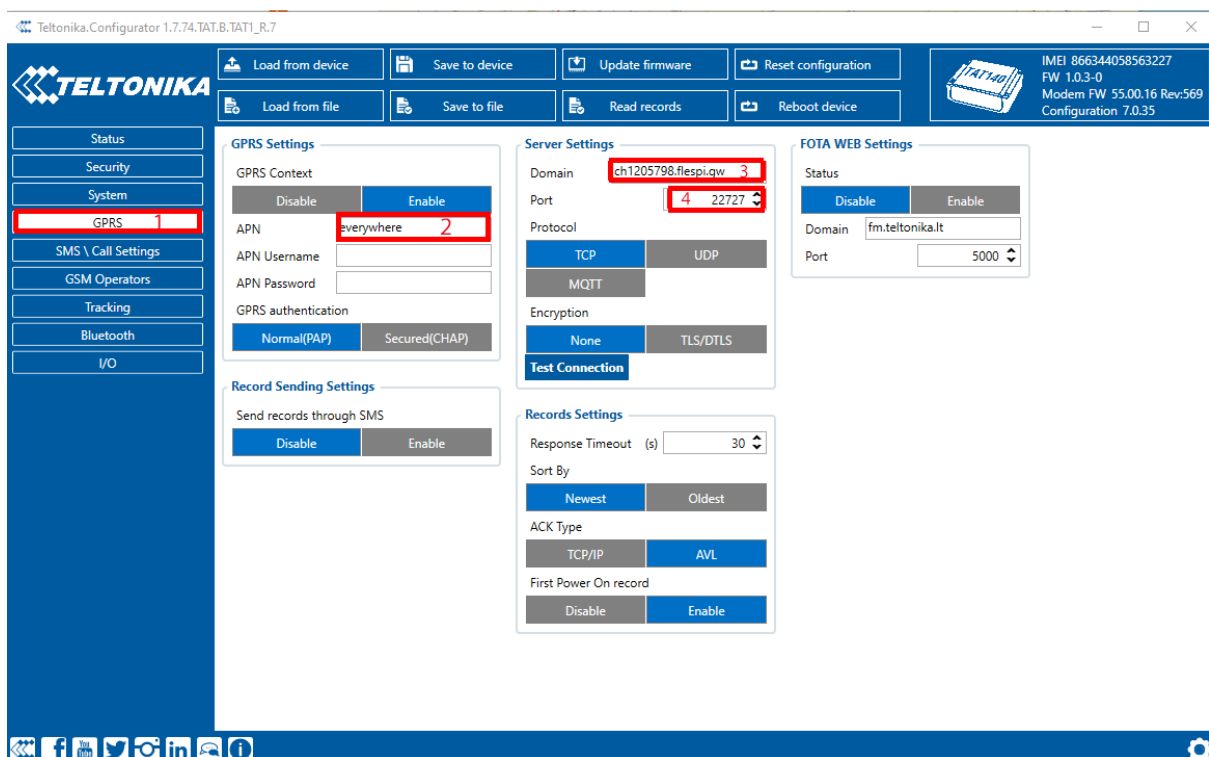 Teltonika.Configurator 1.7.74.TAT.B.TAT1_R.7
TELTONIKA
Load from device
Save to device
Update firmware
Reset configuration
Load from file
Save to file
Read records
Reboot device
TAT140
IMEI 866344058563227
FW 1.0.3-0
Modem FW 55.00.16 Rev:569
Configuration 7.0.35
Status
Security
System
GPRS 1
SMS \ Call Settings
GSM Operators
Tracking
Bluetooth
I/O
GPRS Settings
GPRS Context
Disable Enable
APN everywhere 2
APN Username
APN Password
GPRS authentication
Normal(PAP) Secured(CHAP)
Record Sending Settings
Send records through SMS
Disable Enable
Server Settings
Domain ch1205798.flespi.gw 3
Port 4 22727
Protocol
TCP UDP
MQTT
Encryption
None TLS/DTLS
Test Connection
Records Settings
Response Timeout (s) 30
Sort By
Newest Oldest
ACK Type
TCP/IP AVL
First Power On record
Disable Enable
FOTA WEB Settings
Status
Disable Enable
Domain fm.teltonika.lt
Port 5000
You
Tube
in